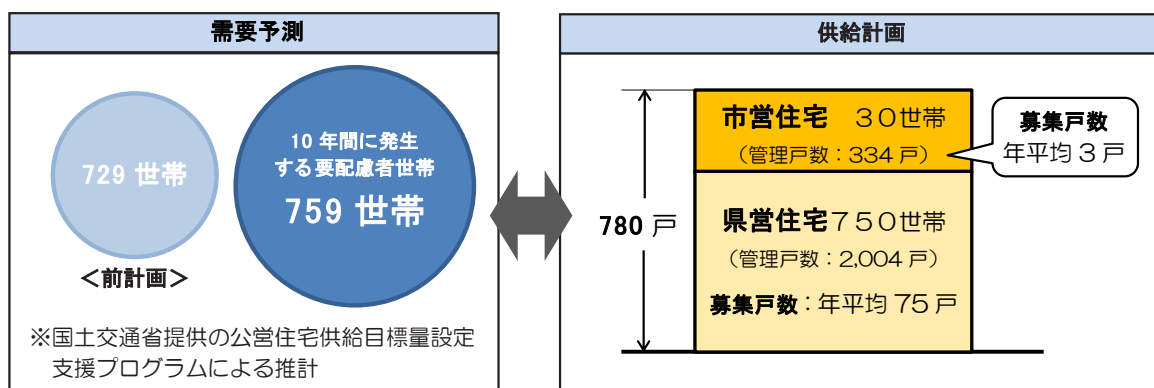 需要予測
729 世帯
<前計画>
10 年間に発生
する要配慮者世帯
759 世帯
※国土交通省提供の公営住宅供給目標量設定
支援プログラムによる推計
供給計画
780 戸
市営住宅 30世帯
(管理戸数:334 戸)
募集戸数
年平均 3 戸
県営住宅750世帯
(管理戸数:2,004 戸)
募集戸数:年平均 75 戸